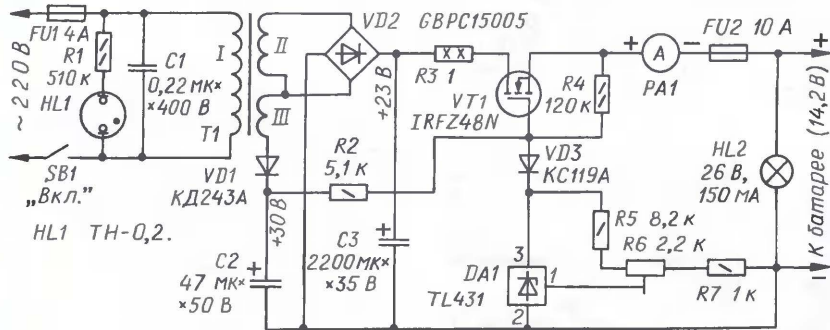 ~220 В
FU1 4 А
R1
510 к
HL1
SB1
„Вкл.”
HL1 ТН-0,2.
C1
0,22 мк×
×400 В
I
T1
II
III
VD1
КД243А
+30 В
C2
47 мк×
×50 В
R2
5,1 к
VD2 GBPC15005
+23 В
C3
2200 мк×
×35 В
R3 1
VT1
IRFZ48N
R4
120 к
VD3
КС119А
DA1
TL431
3
1
2
R5 8,2 к
R6 2,2 к
R7 1 к
+ А −
PA1
FU2 10 А
HL2
26 В,
150 мА
+
К батарее (14,2 В)
−
+
+